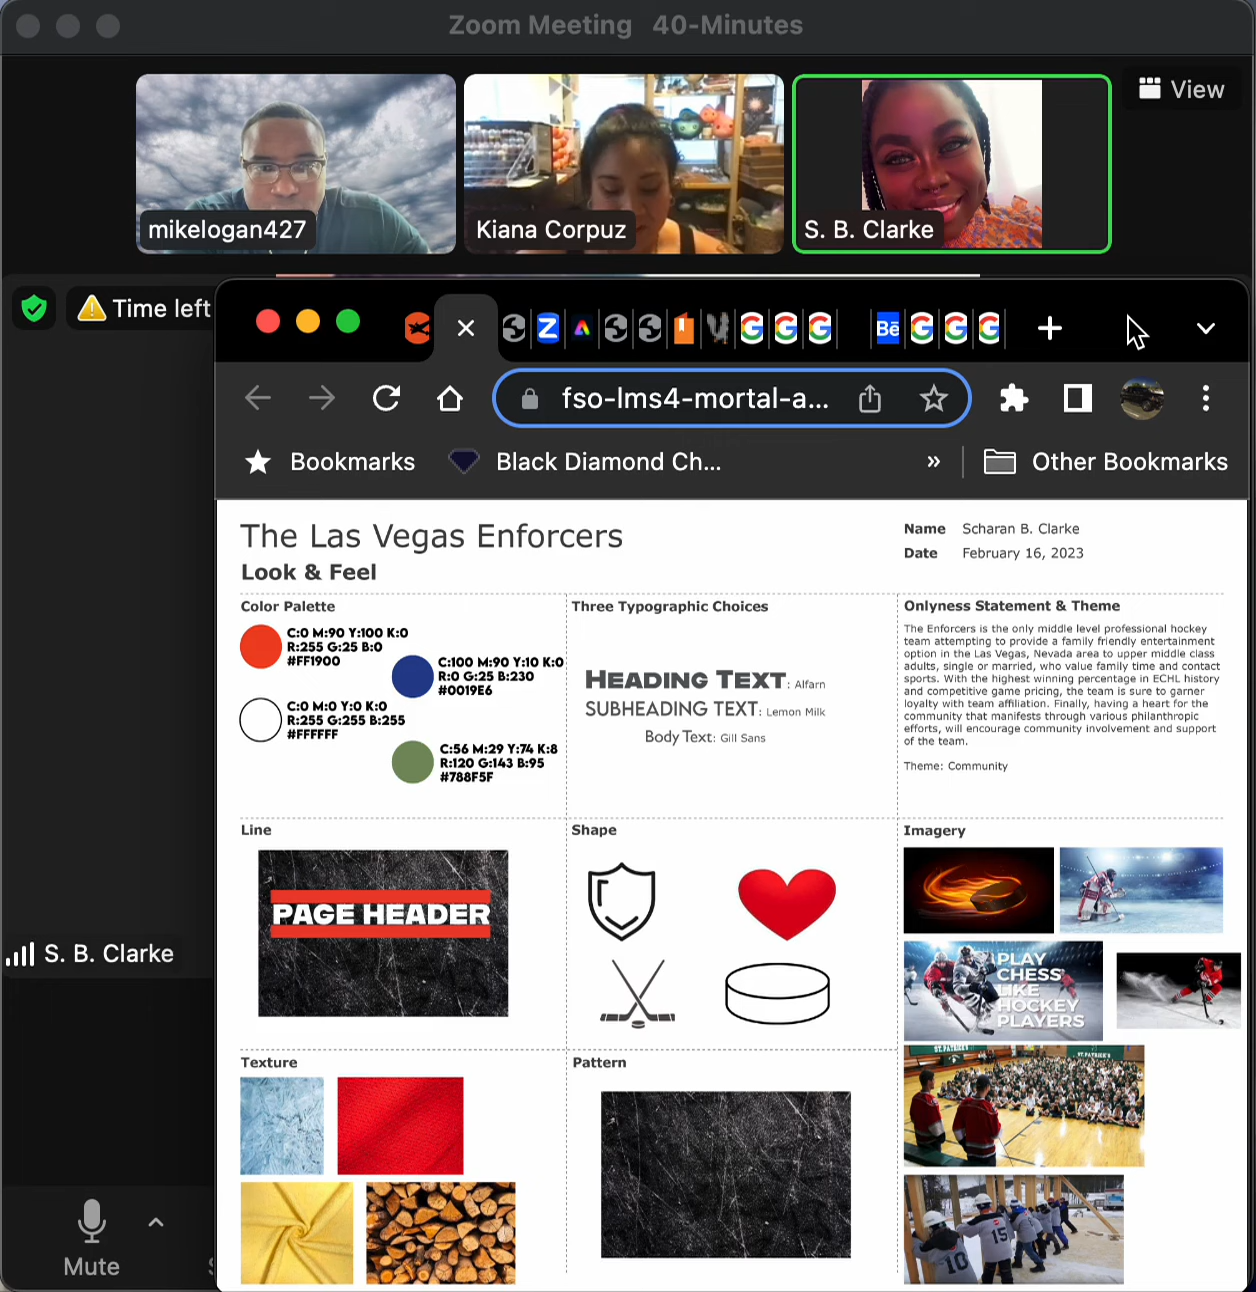 Zoom Meeting 40-Minutes
View
mikelogan427
Kiana Corpuz
S. B. Clarke
Time left
Z
Bē
G
fso-lms4-mortal-a...
Bookmarks
Black Diamond Ch...
»
Other Bookmarks
The Las Vegas Enforcers
Look & Feel
Name Scharan B. Clarke
Date February 16, 2023
Color Palette
C:0 M:90 Y:100 K:0
R:255 G:25 B:0
#FF1900
C:100 M:90 Y:10 K:0
R:0 G:25 B:230
#0019E6
C:0 M:0 Y:0 K:0
R:255 G:255 B:255
#FFFFFF
C:56 M:29 Y:74 K:8
R:120 G:143 B:95
#788F5F
Three Typographic Choices
HEADING TEXT: Alfarn
SUBHEADING TEXT: Lemon Milk
Body Text: Gill Sans
Onlyness Statement & Theme
The Enforcers is the only middle level professional hockey
team attempting to provide a family friendly entertainment
option in the Las Vegas, Nevada area to upper middle class
adults, single or married, who value family time and contact
sports. With the highest winning percentage in ECHL history
and competitive game pricing, the team is sure to garner
loyalty with team affiliation. Finally, having a heart for the
community that manifests through various philanthropic
efforts, will encourage community involvement and support
of the team.
Theme: Community
Line
PAGE HEADER
Shape
Imagery
PLAY
CHESS
LIKE
HOCKEY
PLAYERS
ST. PATRICK'S
10
15
Texture
Pattern
S. B. Clarke
Mute